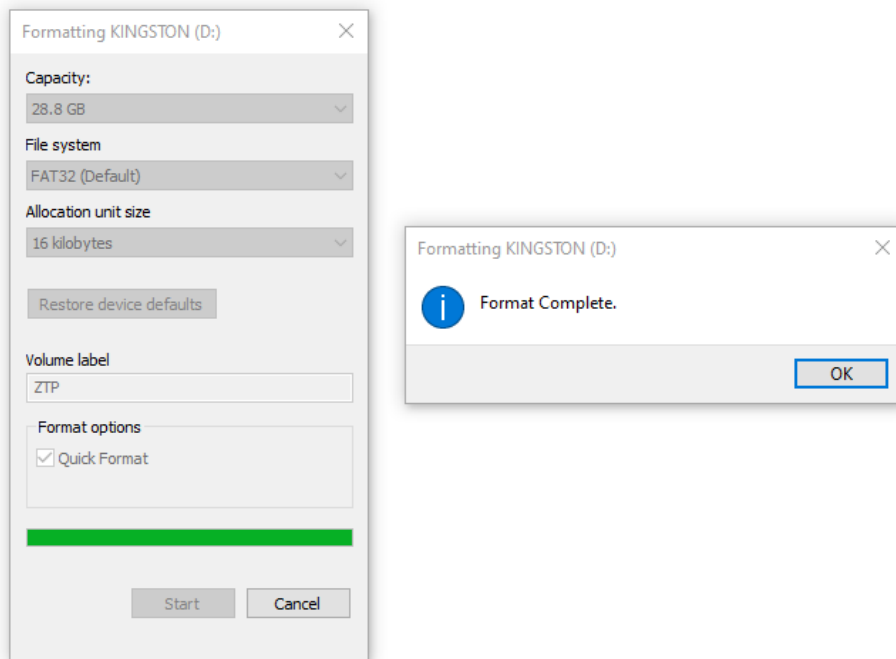 Formatting KINGSTON (D:)
Capacity:
28.8 GB
File system
FAT32 (Default)
Allocation unit size
16 kilobytes
Restore device defaults
Volume label
ZTP
Format options
Quick Format
Start Cancel
Formatting KINGSTON (D:)
Format Complete.
OK